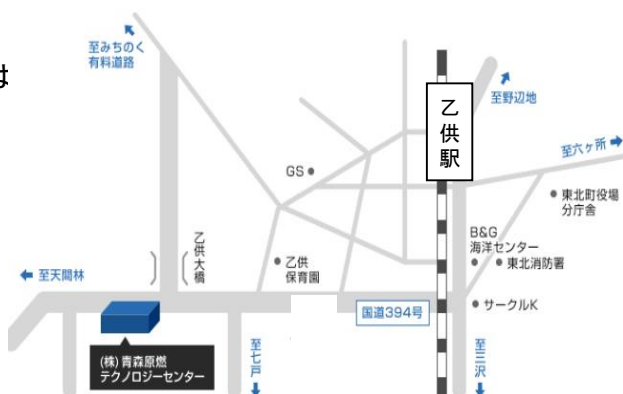 は
至みちのく
有料道路
乙供駅
至野辺地
至六ヶ所
GS
東北町役場
分庁舎
B&G
海洋センター
東北消防署
乙供大橋
乙供
保育園
至天間林
サークルK
国道394号
(株)青森原燃
テクノロジーセンター
至七戸
至三沢